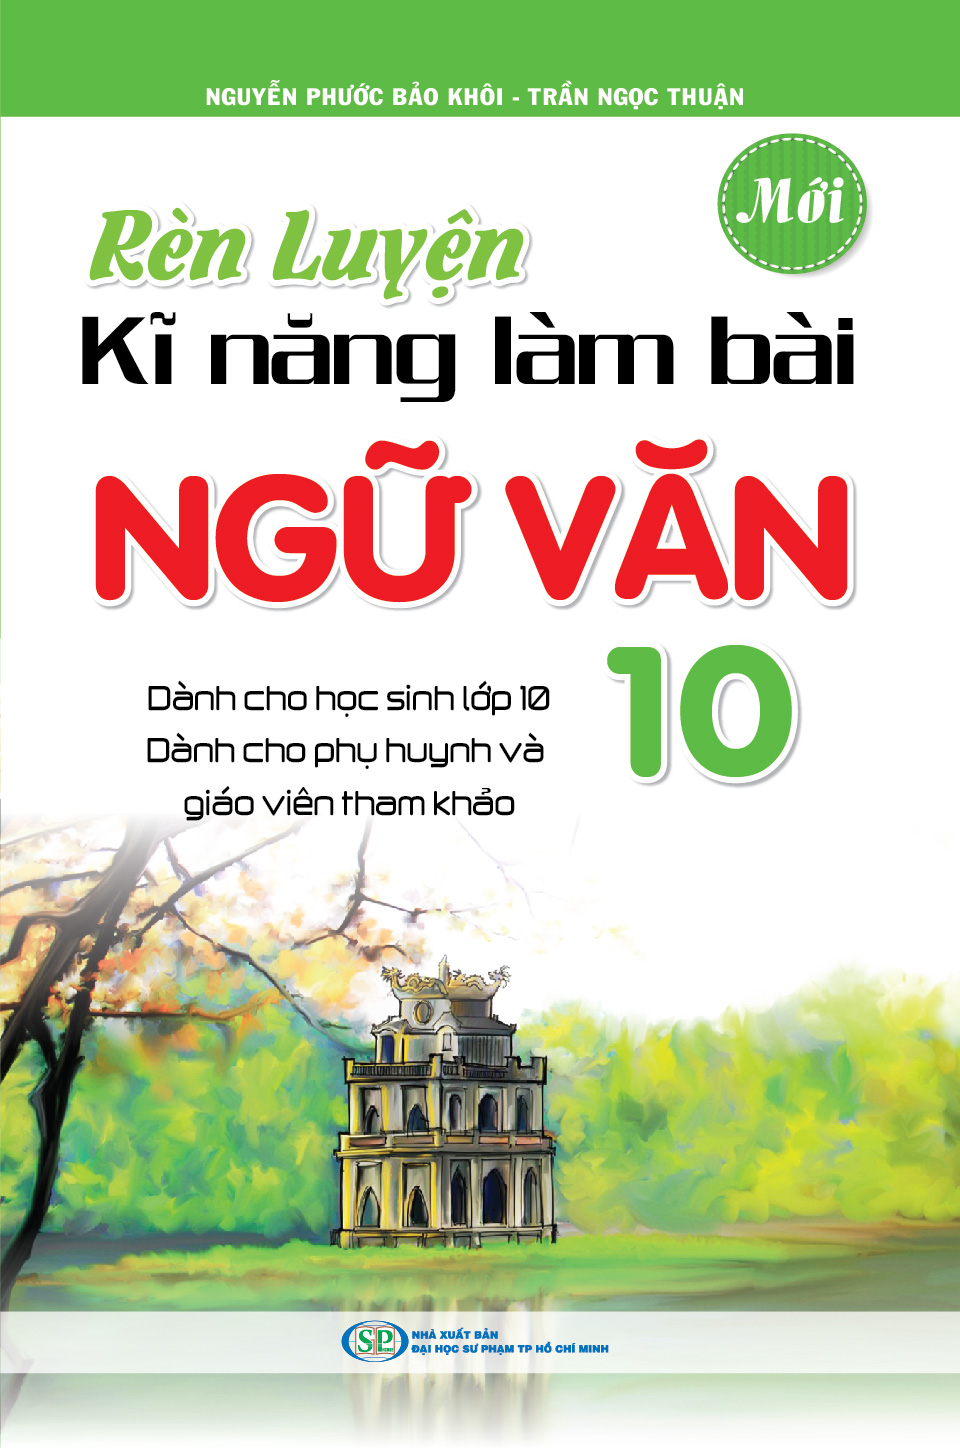 NGUYỄN PHƯỚC BẢO KHÔI - TRẦN NGỌC THUẬN
Mới
Rèn Luyện
Kĩ năng làm bài
NGỮ VĂN
10
Dành cho học sinh lớp 10
Dành cho phụ huynh và
giáo viên tham khảo
SP
NHÀ XUẤT BẢN
ĐẠI HỌC SƯ PHẠM TP HỒ CHÍ MINH